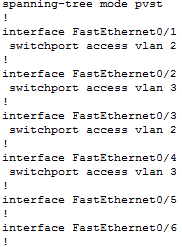 spanning-tree mode pvst
!
interface FastEthernet0/1
 switchport access vlan 2
!
interface FastEthernet0/2
 switchport access vlan 3
!
interface FastEthernet0/3
 switchport access vlan 2
!
interface FastEthernet0/4
 switchport access vlan 3
!
interface FastEthernet0/5
!
interface FastEthernet0/6
!